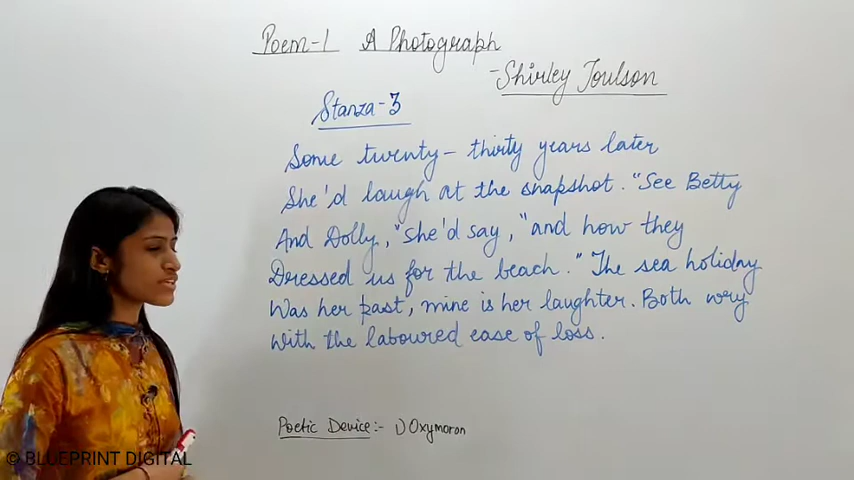 Poem-1 A Photograph
-Shirley Toulson
Stanza-3
Some twenty- thirty years later
She'd laugh at the snapshot. "See Betty
And Dolly," she'd say, "and how they
Dressed us for the beach." The sea holiday
Was her past, mine is her laughter. Both wry
With the laboured ease of loss.
Poetic Device:- 1) Oxymoron
© BLUEPRINT DIGITAL